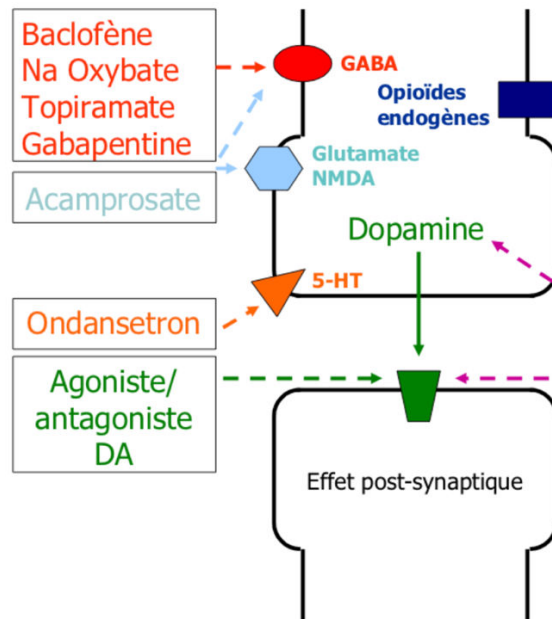 Baclofène
Na Oxybate
Topiramate
Gabapentine
GABA
Opioïdes
endogènes
Glutamate
NMDA
Acamprosate
Dopamine
5-HT
Ondansetron
Agoniste/
antagoniste
DA
Effet post-synaptique